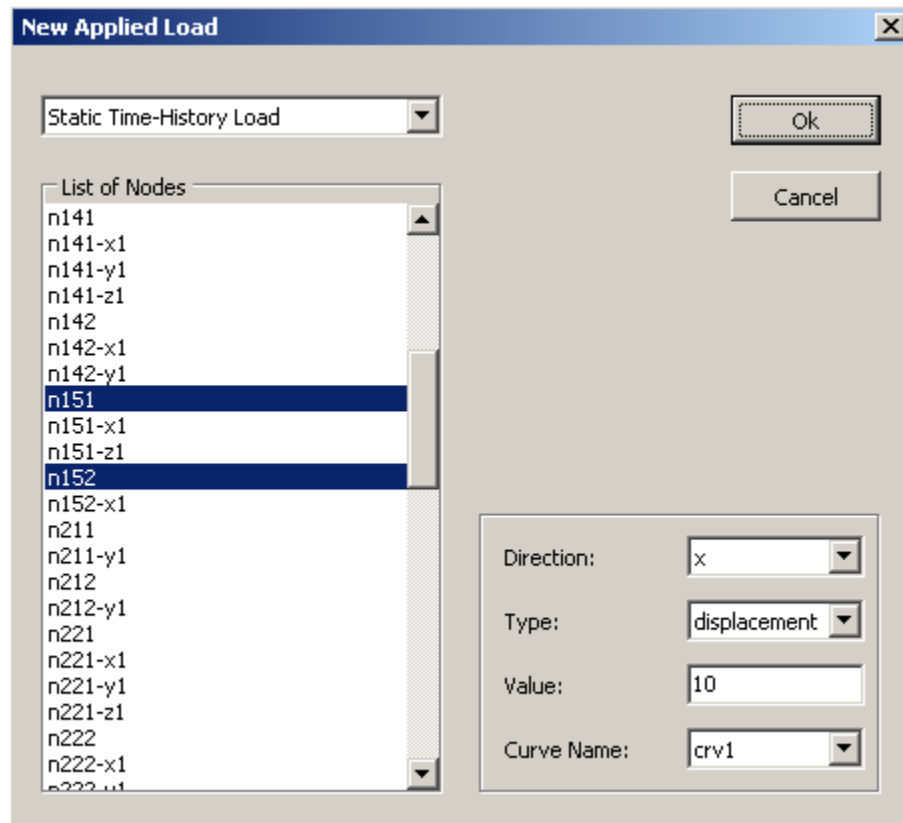 New Applied Load
Static Time-History Load
Ok
Cancel
List of Nodes
n141
n141-x1
n141-y1
n141-z1
n142
n142-x1
n142-y1
n151
n151-x1
n151-z1
n152
n152-x1
n211
n211-y1
n212
n212-y1
n221
n221-x1
n221-y1
n221-z1
n222
n222-x1
n222-y1
Direction:
x
Type:
displacement
Value:
10
Curve Name:
crv1